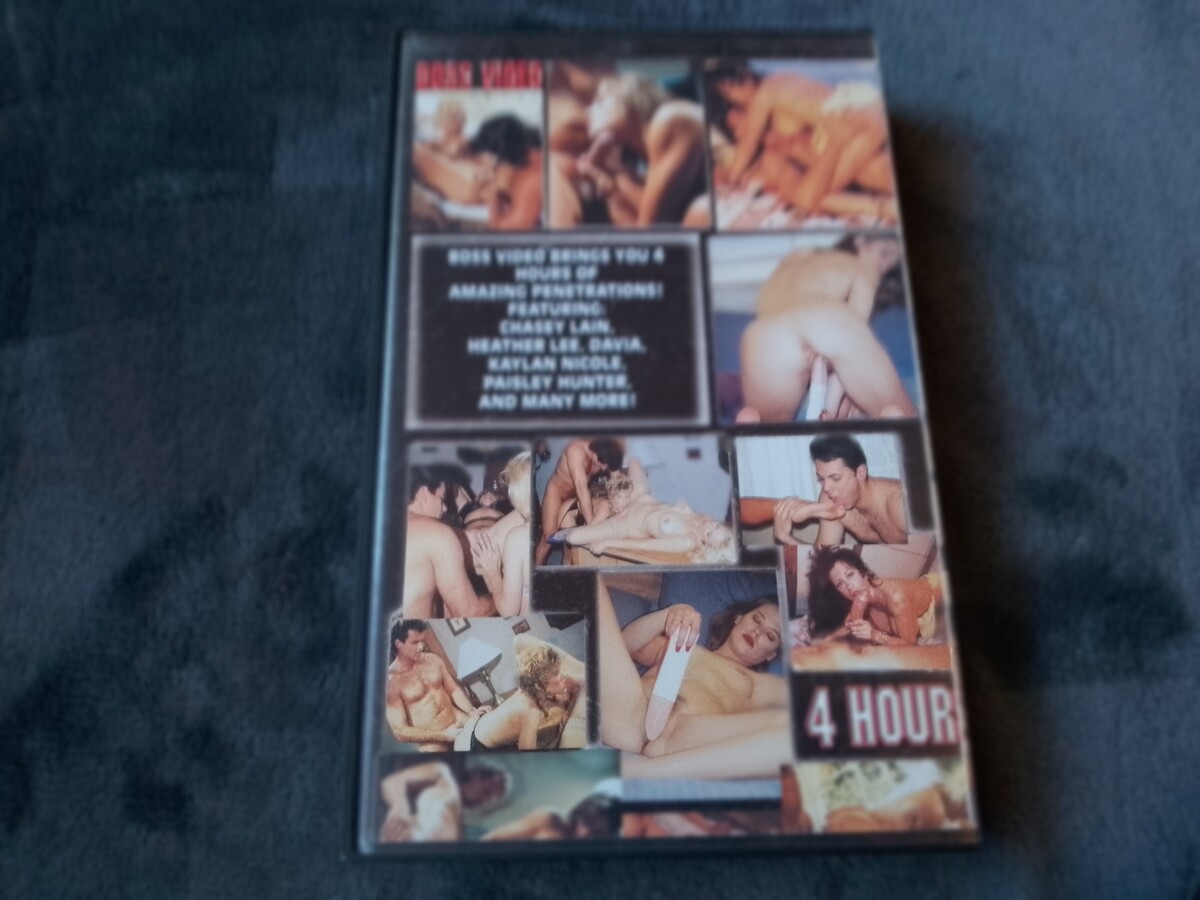 BOSS VIDEO
BOSS VIDEO BRINGS YOU 4
HOURS OF
AMAZING PENETRATIONS!
FEATURING:
CHASEY LAIN,
HEATHER LEE, DAVIA,
KAYLAN NICOLE,
PAISLEY HUNTER,
AND MANY MORE!
4 HOUR